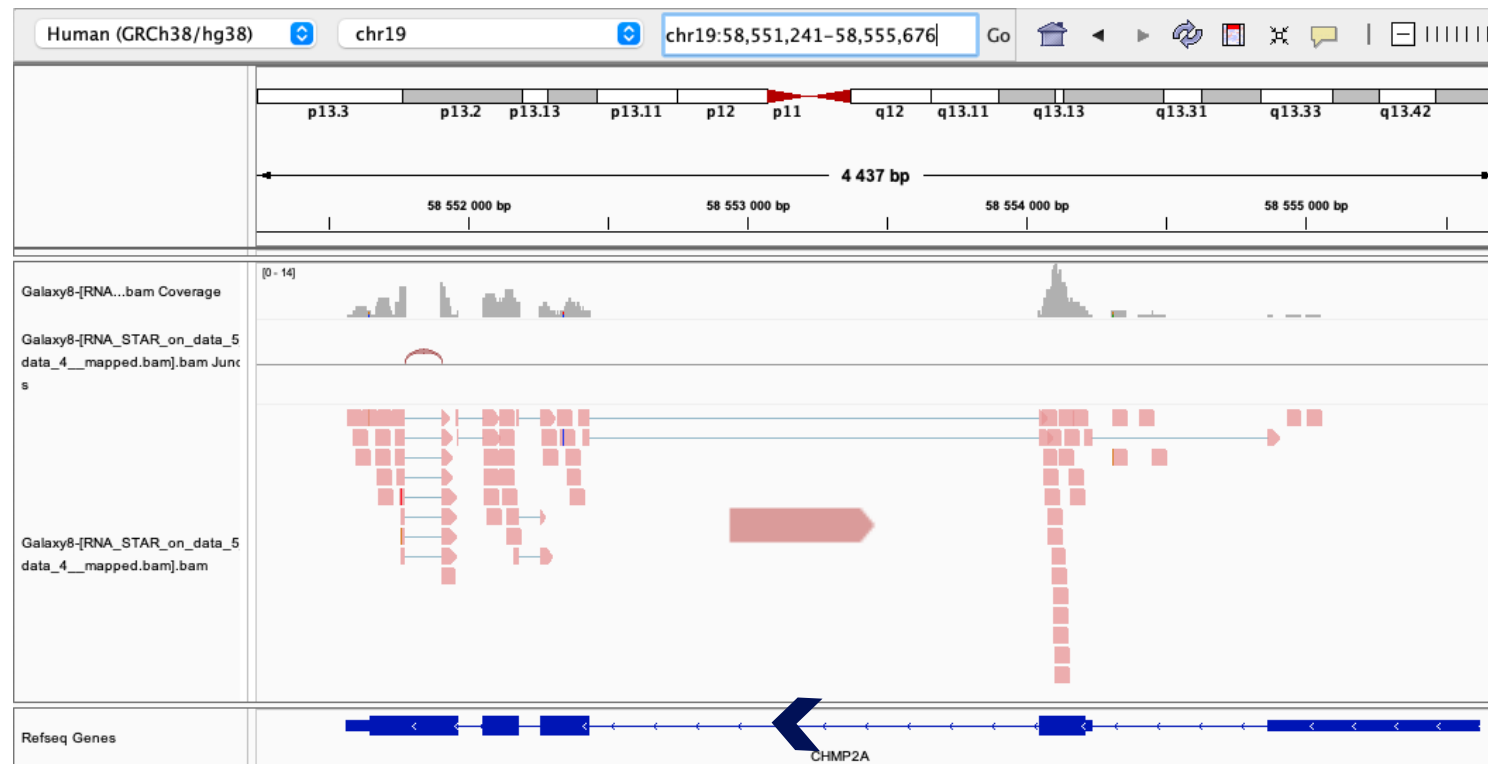 Human (GRCh38/hg38) chr19 chr19:58,551,241-58,555,676 Go
p13.3 p13.2 p13.13 p13.11 p12 p11 q12 q13.11 q13.13 q13.31 q13.33 q13.42
4 437 bp
58 552 000 bp 58 553 000 bp 58 554 000 bp 58 555 000 bp
[0 - 14]
Galaxy8-[RNA...bam Coverage
Galaxy8-[RNA_STAR_on_data_5
data_4__mapped.bam].bam Junc
s
Galaxy8-[RNA_STAR_on_data_5
data_4__mapped.bam].bam
Refseq Genes
CHMP2A